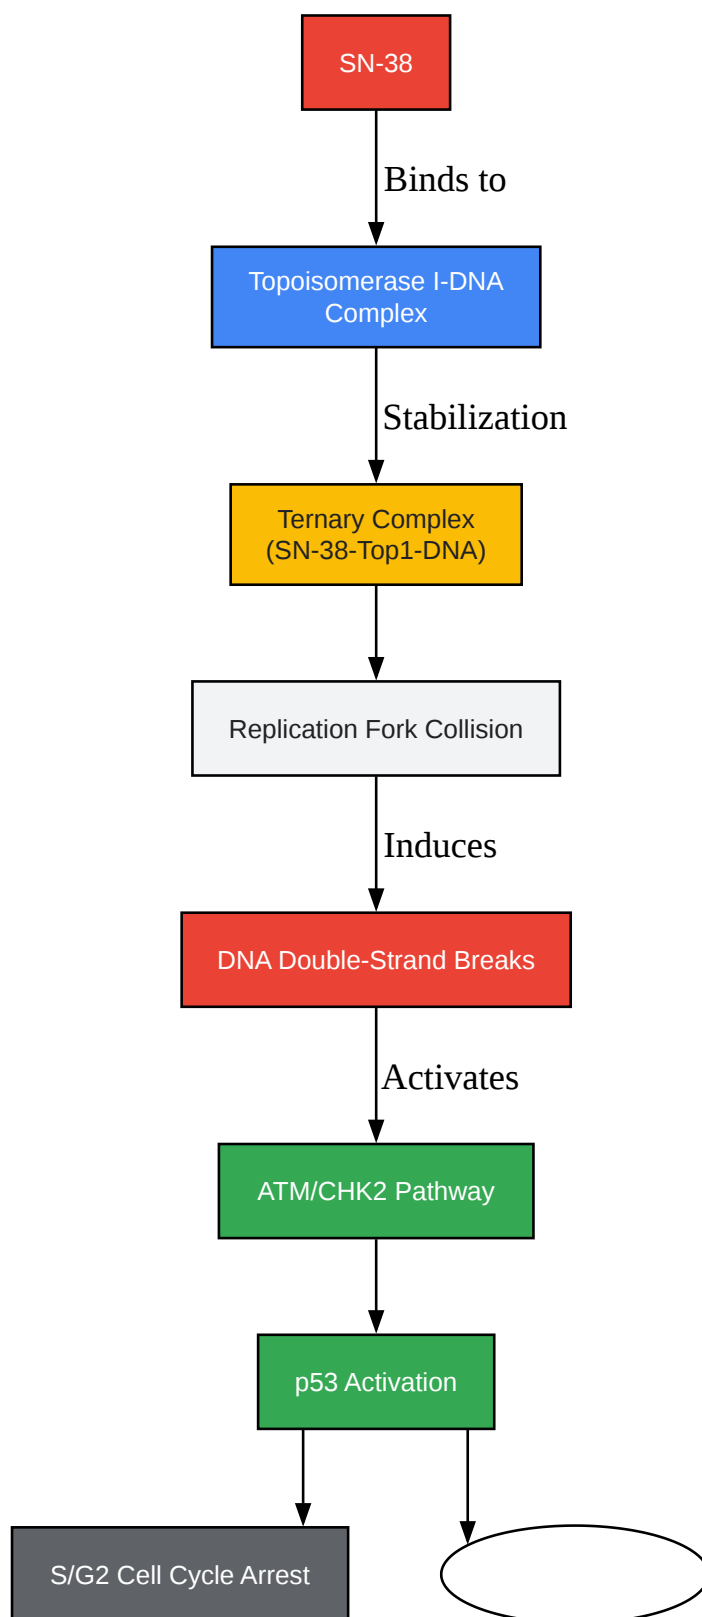 SN-38
Binds to
Topoisomerase I-DNA
Complex
Stabilization
Ternary Complex
(SN-38-Top1-DNA)
Replication Fork Collision
Induces
DNA Double-Strand Breaks
Activates
ATM/CHK2 Pathway
p53 Activation
S/G2 Cell Cycle Arrest